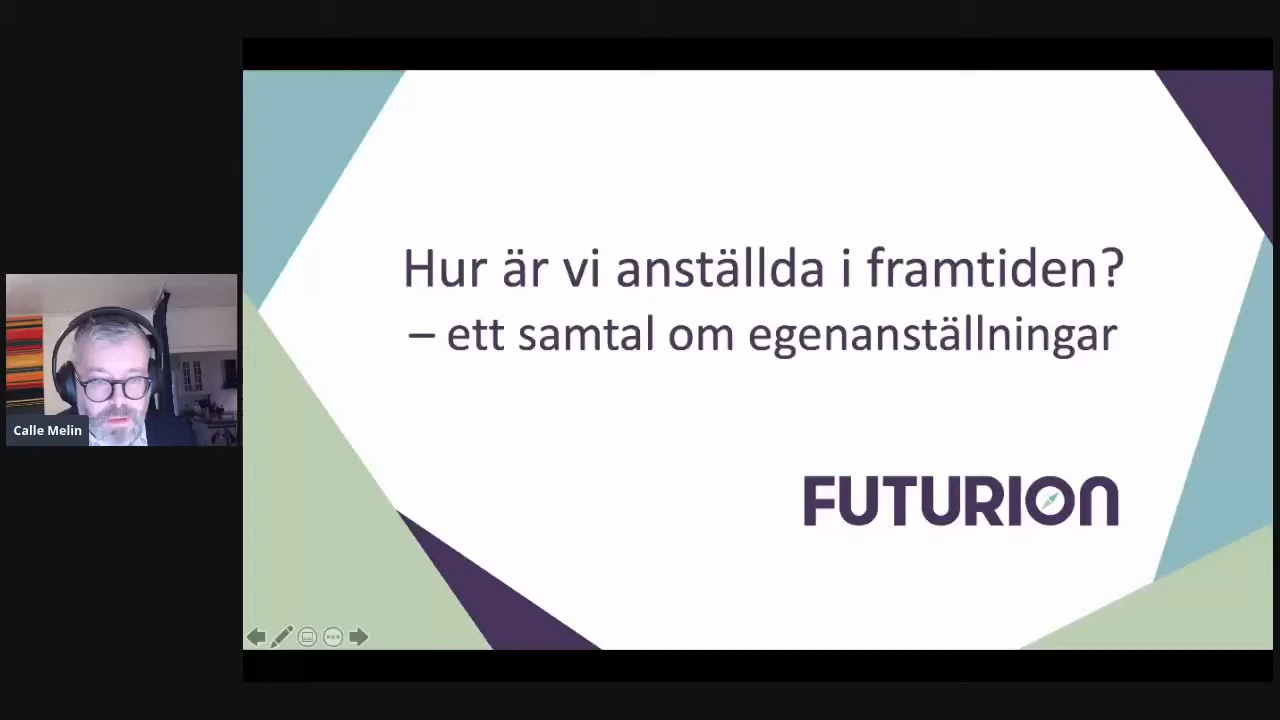 Hur är vi anställda i framtiden?
– ett samtal om egenanställningar
FUTURION
Calle Melin